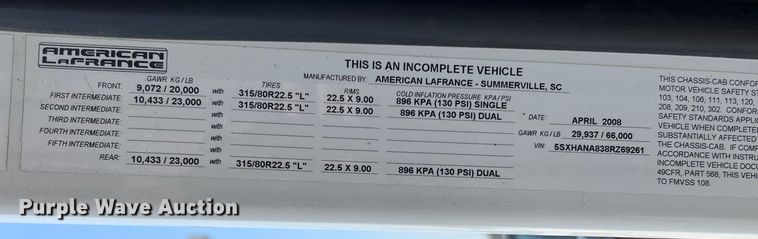 AMERICAN
LaFRANCE
THIS IS AN INCOMPLETE VEHICLE
MANUFACTURED BY: AMERICAN LAFRANCE - SUMMERVILLE, SC
GAWR KG / LB TIRES RIMS COLD INFLATION PRESSURE KPA / PSI
FRONT: 9,072 / 20,000 with 315/80R22.5 "L" 22.5 X 9.00 896 KPA (130 PSI) SINGLE
FIRST INTERMEDIATE: 10,433 / 23,000 with 315/80R22.5 "L" 22.5 X 9.00 896 KPA (130 PSI) DUAL
SECOND INTERMEDIATE: with
THIRD INTERMEDIATE: with
FOURTH INTERMEDIATE: with
FIFTH INTERMEDIATE: with
REAR: 10,433 / 23,000 with 315/80R22.5 "L" 22.5 X 9.00 896 KPA (130 PSI) DUAL
DATE: APRIL 2008
GAWR KG / LB 29,937 / 66,000
VIN: 5SXHANA838RZ69261
THIS CHASSIS-CAB CONFOR
MOTOR VEHICLE SAFETY ST
103, 104, 106, 111, 113, 120,
208, 209, 210, 302. CONFOR
SAFETY STANDARDS APPLIC
VEHICLE WHEN COMPLETE
SUBSTANTIALLY AFFECTED
THE CHASSIS-CAB. IF COMP
ACCORDANCE WITH INSTRU
INCOMPLETE VEHICLE DOC
49CFR, PART 568, THIS VEHI
TO FMVSS 108.
Purple Wave Auction